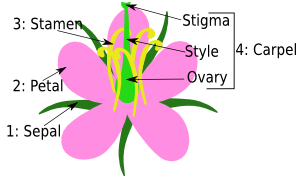 Stigma
3: Stamen
Style
4: Carpel
Ovary
2: Petal
1: Sepal